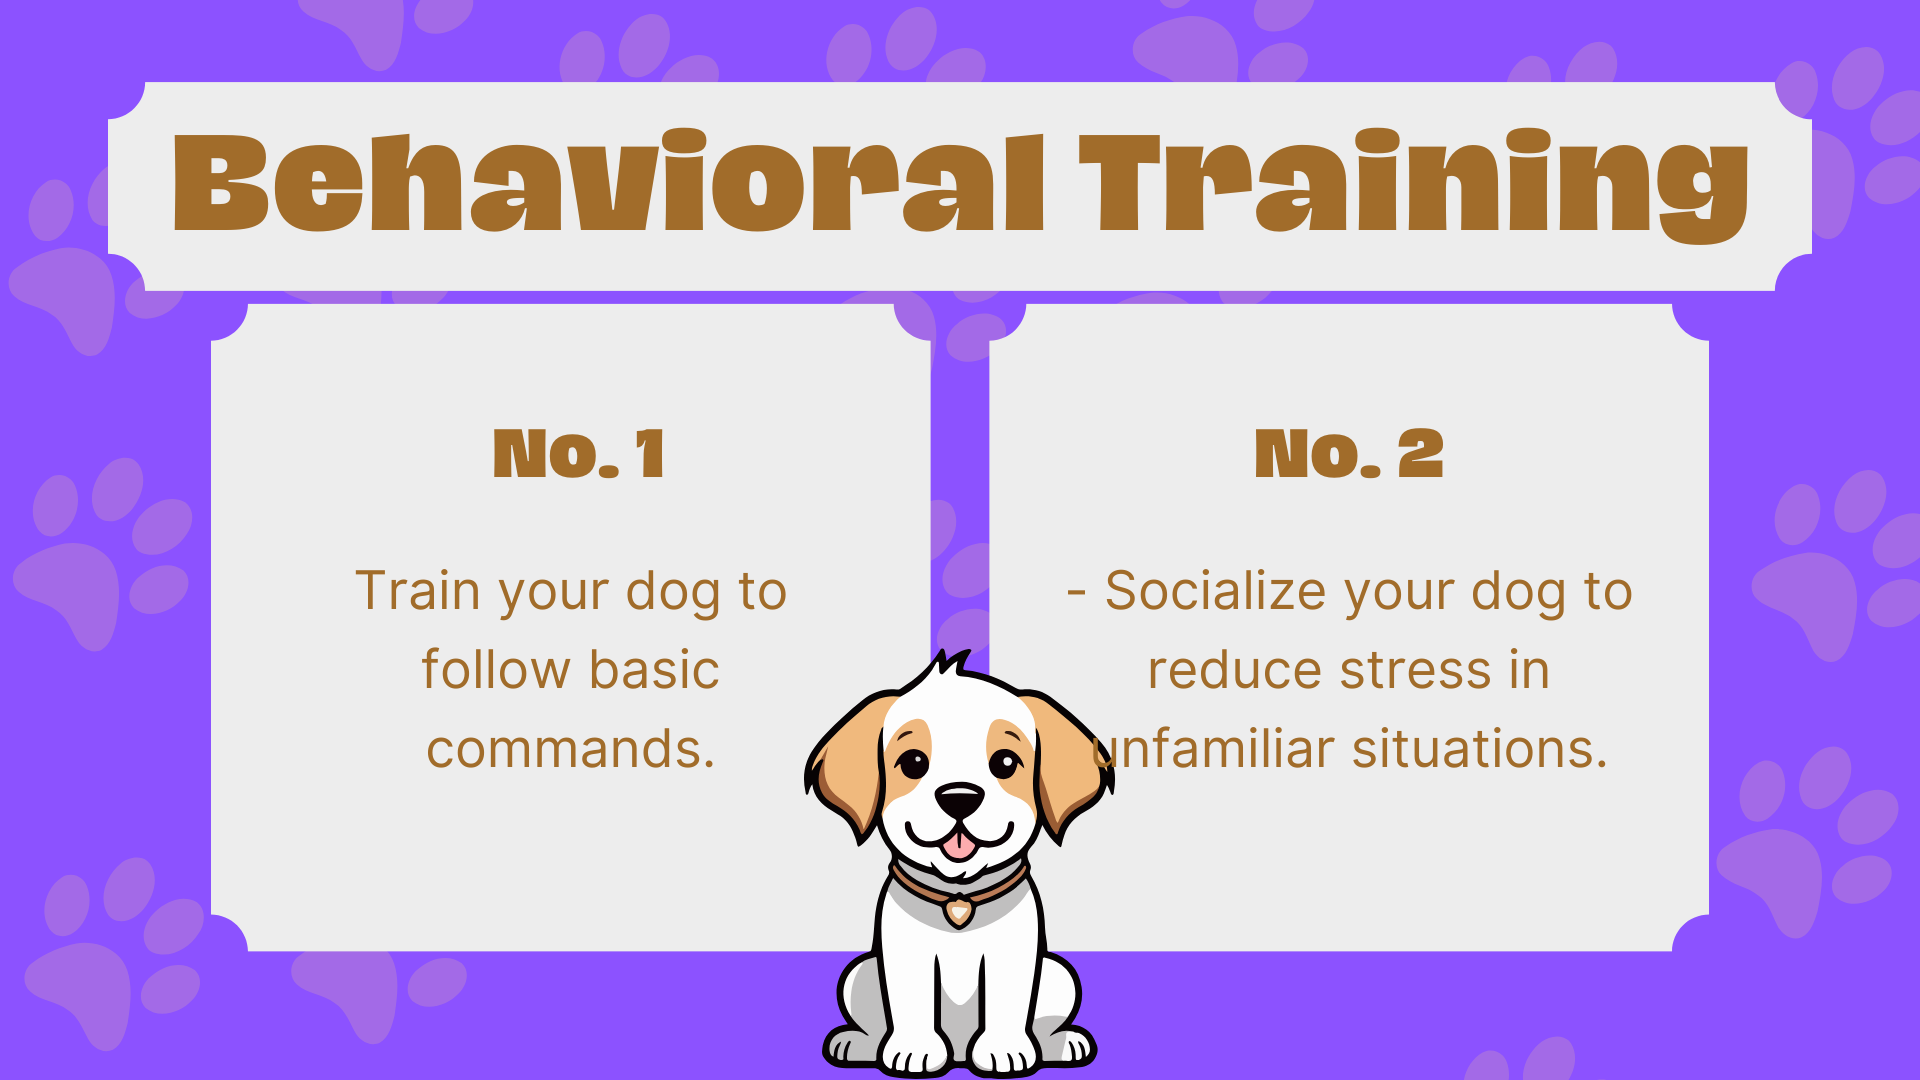 Behavioral Training
No. 1
Train your dog to
follow basic
commands.
No. 2
- Socialize your dog to
reduce stress in
unfamiliar situations.